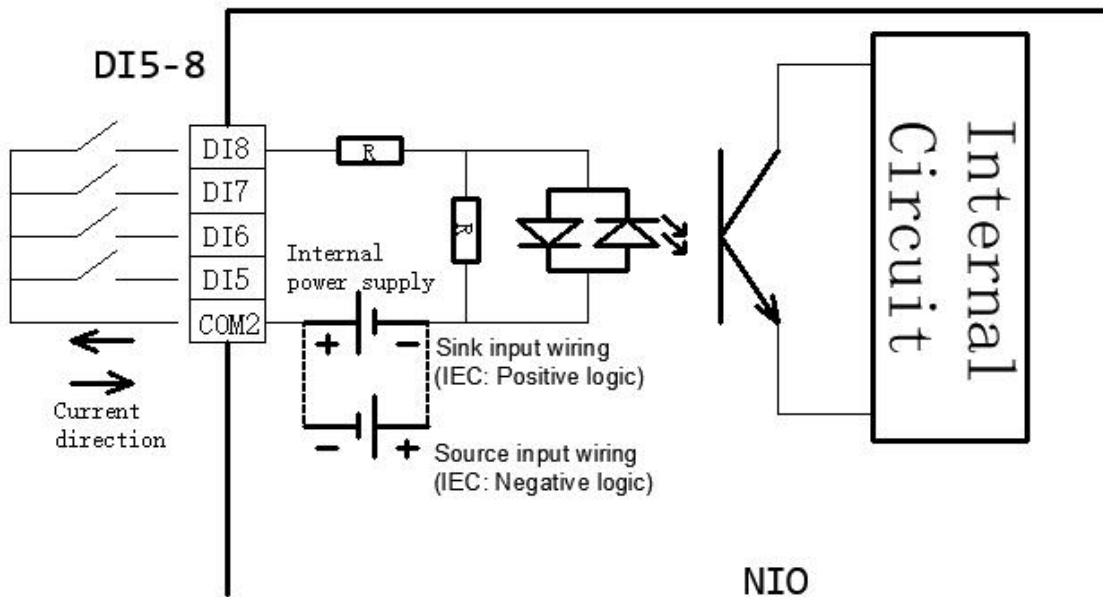 DI5-8
DI8
R
DI7
R
DI6
Internal
power supply
DI5
COM2
+ -
Sink input wiring
(IEC: Positive logic)
- +
Source input wiring
(IEC: Negative logic)
Current
direction
Internal
Circuit
NIO